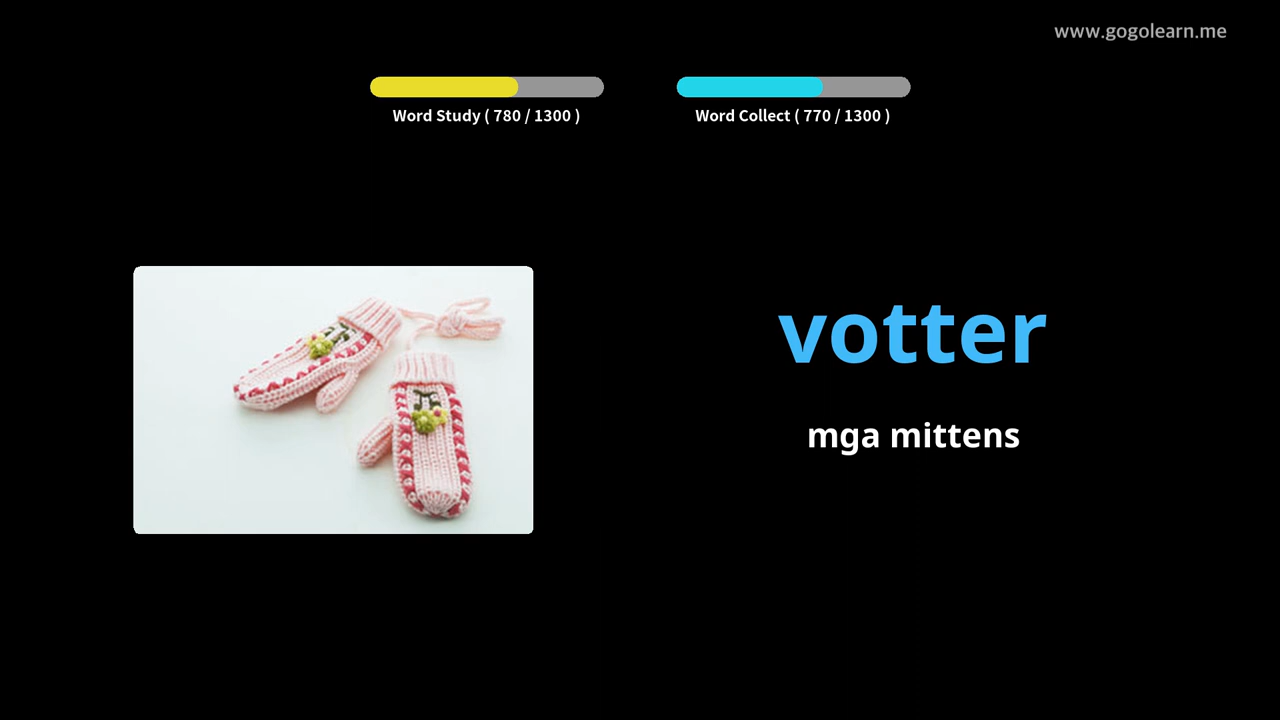 www.gogolearn.me
Word Study ( 780 / 1300 )
Word Collect ( 770 / 1300 )
votter
mga mittens